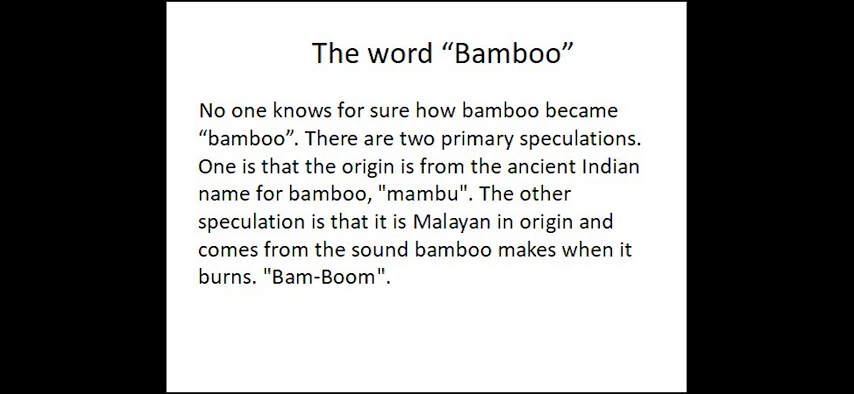 The word “Bamboo”
No one knows for sure how bamboo became
“bamboo”. There are two primary speculations.
One is that the origin is from the ancient Indian
name for bamboo, "mambu". The other
speculation is that it is Malayan in origin and
comes from the sound bamboo makes when it
burns. "Bam-Boom".